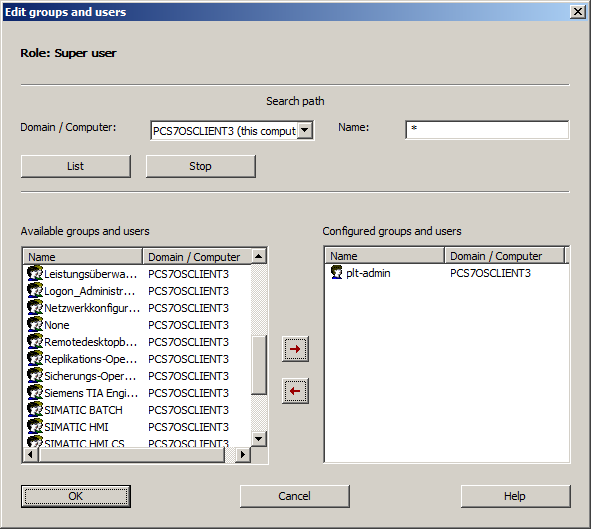 Edit groups and users
Role: Super user
Search path
Domain / Computer: PCS7OSCLIENT3 (this comput Name: *
List Stop
Available groups and users Configured groups and users
Name Domain / Computer Name Domain / Computer
Leistungsüberwa... PCS7OSCLIENT3 plt-admin PCS7OSCLIENT3
Logon_Administr... PCS7OSCLIENT3
Netzwerkkonfigur... PCS7OSCLIENT3
None PCS7OSCLIENT3
Remotedesktopb... PCS7OSCLIENT3
Replikations-Ope... PCS7OSCLIENT3
Sicherungs-Oper... PCS7OSCLIENT3
Siemens TIA Engi... PCS7OSCLIENT3
SIMATIC BATCH PCS7OSCLIENT3
SIMATIC HMI PCS7OSCLIENT3
SIMATIC HMI CS PCS7OSCLIENT3
OK Cancel Help